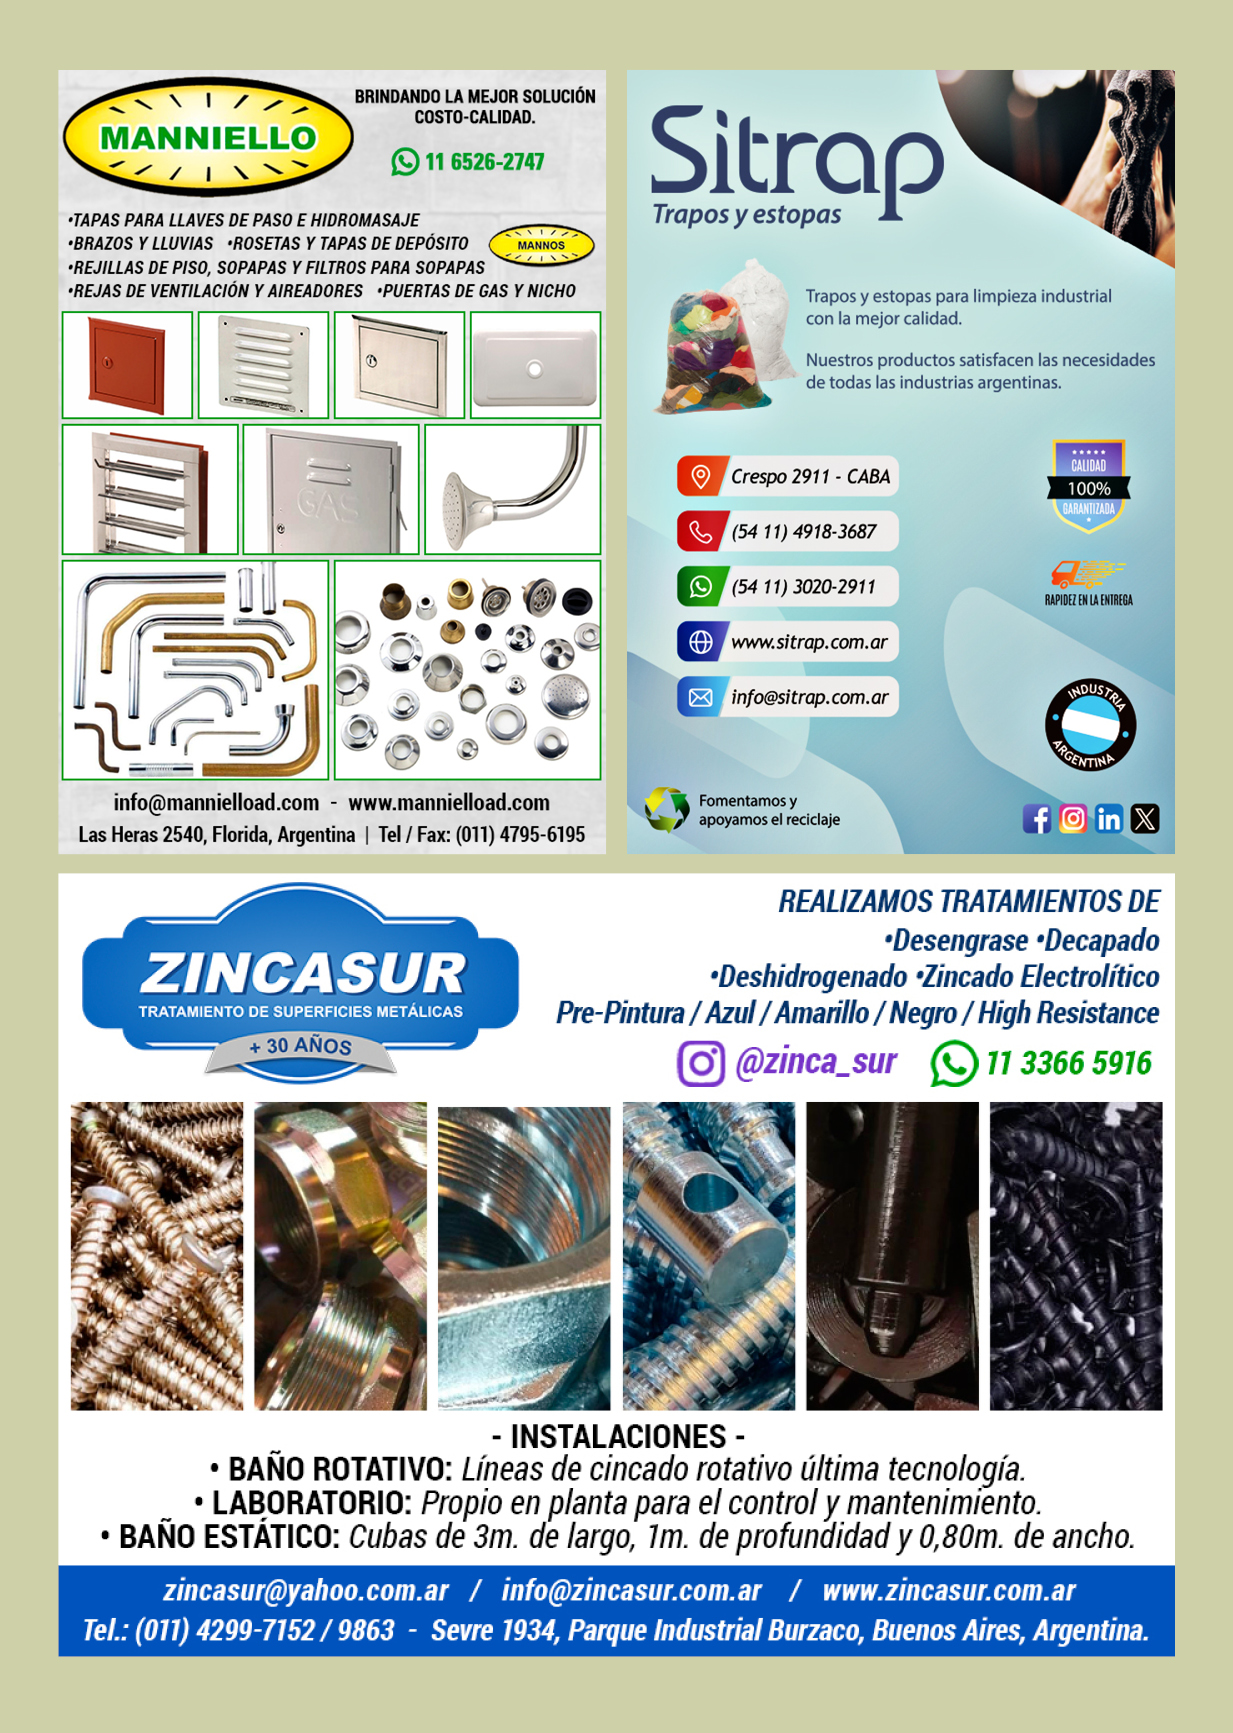 MANNIELLO
BRINDANDO LA MEJOR SOLUCIÓN
COSTO-CALIDAD.
11 6526-2747
•TAPAS PARA LLAVES DE PASO E HIDROMASAJE
•BRAZOS Y LLUVIAS •ROSETAS Y TAPAS DE DEPÓSITO
•REJILLAS DE PISO, SOPAPAS Y FILTROS PARA SOPAPAS
•REJAS DE VENTILACIÓN Y AIREADORES •PUERTAS DE GAS Y NICHO
MANNOS
GAS
info@mannielload.com - www.mannielload.com
Las Heras 2540, Florida, Argentina | Tel / Fax: (011) 4795-6195
Sitrap
Trapos y estopas
Trapos y estopas para limpieza industrial
con la mejor calidad.
Nuestros productos satisfacen las necesidades
de todas las industrias argentinas.
Crespo 2911 - CABA
(54 11) 4918-3687
(54 11) 3020-2911
www.sitrap.com.ar
info@sitrap.com.ar
CALIDAD
100%
GARANTIZADA
RAPIDEZ EN LA ENTREGA
INDUSTRIA
ARGENTINA
Fomentamos y
apoyamos el reciclaje
ZINCASUR
TRATAMIENTO DE SUPERFICIES METÁLICAS
+ 30 AÑOS
REALIZAMOS TRATAMIENTOS DE
•Desengrase •Decapado
•Deshidrogenado •Zincado Electrolítico
Pre-Pintura / Azul / Amarillo / Negro / High Resistance
@zinca_sur 11 3366 5916
- INSTALACIONES -
• BAÑO ROTATIVO: Líneas de cincado rotativo última tecnología.
• LABORATORIO: Propio en planta para el control y mantenimiento.
• BAÑO ESTÁTICO: Cubas de 3m. de largo, 1m. de profundidad y 0,80m. de ancho.
zincasur@yahoo.com.ar / info@zincasur.com.ar / www.zincasur.com.ar
Tel.: (011) 4299-7152 / 9863 - Sevre 1934, Parque Industrial Burzaco, Buenos Aires, Argentina.